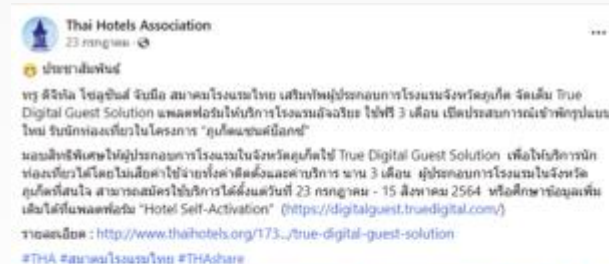 Thai Hotels Association
23 กรกฎาคม ·
ประชาสัมพันธ์
ทรู ดิจิทัล โซลูชันส์ จับมือ สมาคมโรงแรมไทย เสริมทัพผู้ประกอบการโรงแรมจังหวัดภูเก็ต จัดเต็ม True
Digital Guest Solution แพลตฟอร์มให้บริการโรงแรมอัจฉริยะ ใช้ฟรี 3 เดือน เปิดประสบการณ์เข้าพักรูปแบบ
ใหม่ รับนักท่องเที่ยวในโครงการ "ภูเก็ตแซนด์บ็อกซ์"
มอบสิทธิพิเศษให้ผู้ประกอบการโรงแรมในจังหวัดภูเก็ตใช้ True Digital Guest Solution เพื่อให้บริการนัก
ท่องเที่ยวได้โดยไม่เสียค่าใช้จ่ายทั้งค่าติดตั้งและค่าบริการ นาน 3 เดือน ผู้ประกอบการโรงแรมในจังหวัด
ภูเก็ตที่สนใจ สามารถสมัครใช้บริการได้ตั้งแต่วันที่ 23 กรกฎาคม - 15 สิงหาคม 2564 หรือศึกษาข้อมูลเพิ่ม
เติมได้ที่แพลตฟอร์ม "Hotel Self-Activation" (https://digitalguest.truedigital.com/)
รายละเอียด : http://www.thaihotels.org/173.../true-digital-guest-solution
#THA #สมาคมโรงแรมไทย #THAshare